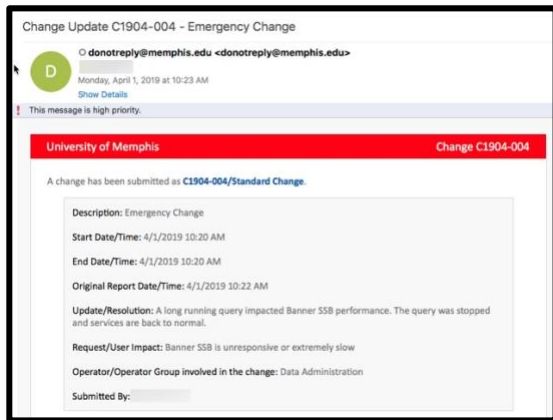 Change Update C1904-004 - Emergency Change
donotreply@memphis.edu <donotreply@memphis.edu>
D
Monday, April 1, 2019 at 10:23 AM
Show Details
! This message is high priority.
University of Memphis Change C1904-004
A change has been submitted as C1904-004/Standard Change.
Description: Emergency Change
Start Date/Time: 4/1/2019 10:20 AM
End Date/Time: 4/1/2019 10:20 AM
Original Report Date/Time: 4/1/2019 10:22 AM
Update/Resolution: A long running query impacted Banner SSB performance. The query was stopped
and services are back to normal.
Request/User Impact: Banner SSB is unresponsive or extremely slow
Operator/Operator Group involved in the change: Data Administration
Submitted By: